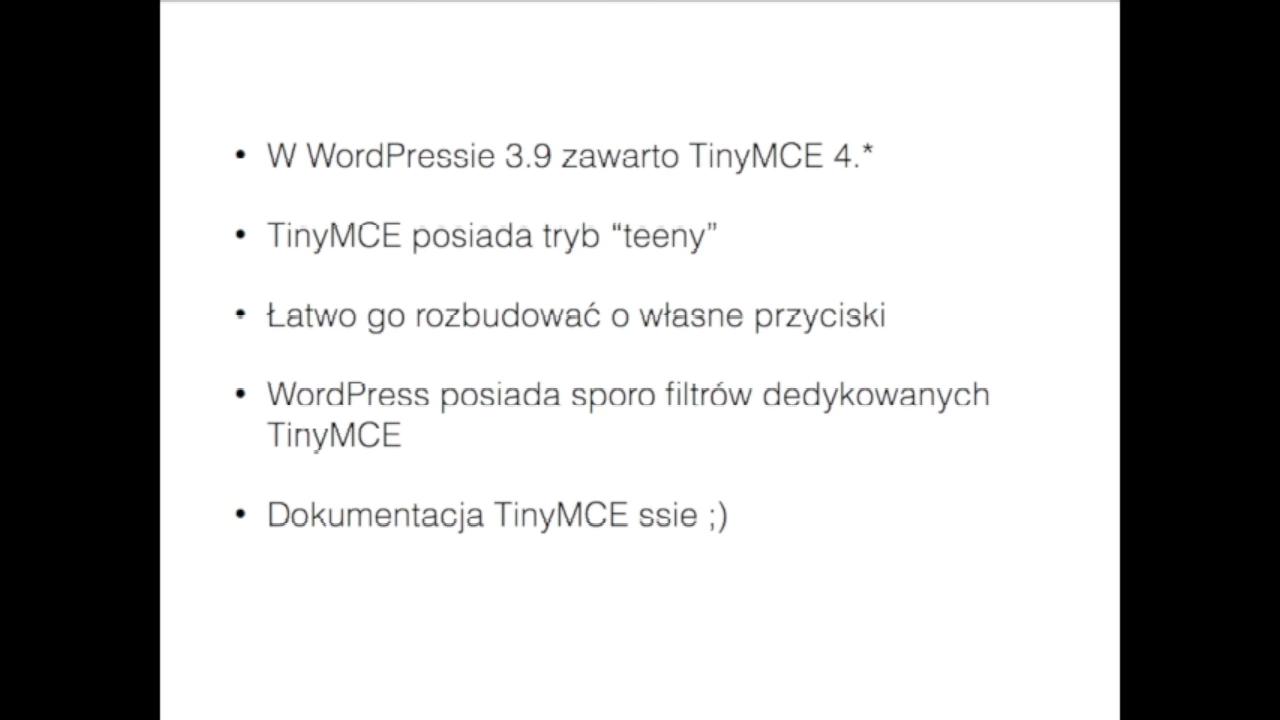 • W WordPressie 3.9 zawarto TinyMCE 4.*
• TinyMCE posiada tryb “teeny”
• Łatwo go rozbudować o własne przyciski
• WordPress posiada sporo filtrów dedykowanych
TinyMCE
• Dokumentacja TinyMCE ssie ;)